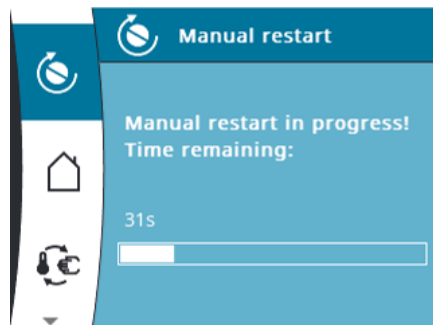 Manual restart
Manual restart in progress!
Time remaining:
31s